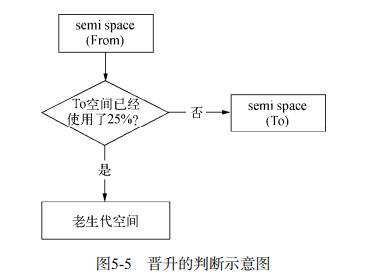 semi space
(From)
To空间已经
使用了25%?
否
semi space
(To)
是
老生代空间
图5-5 晋升的判断示意图